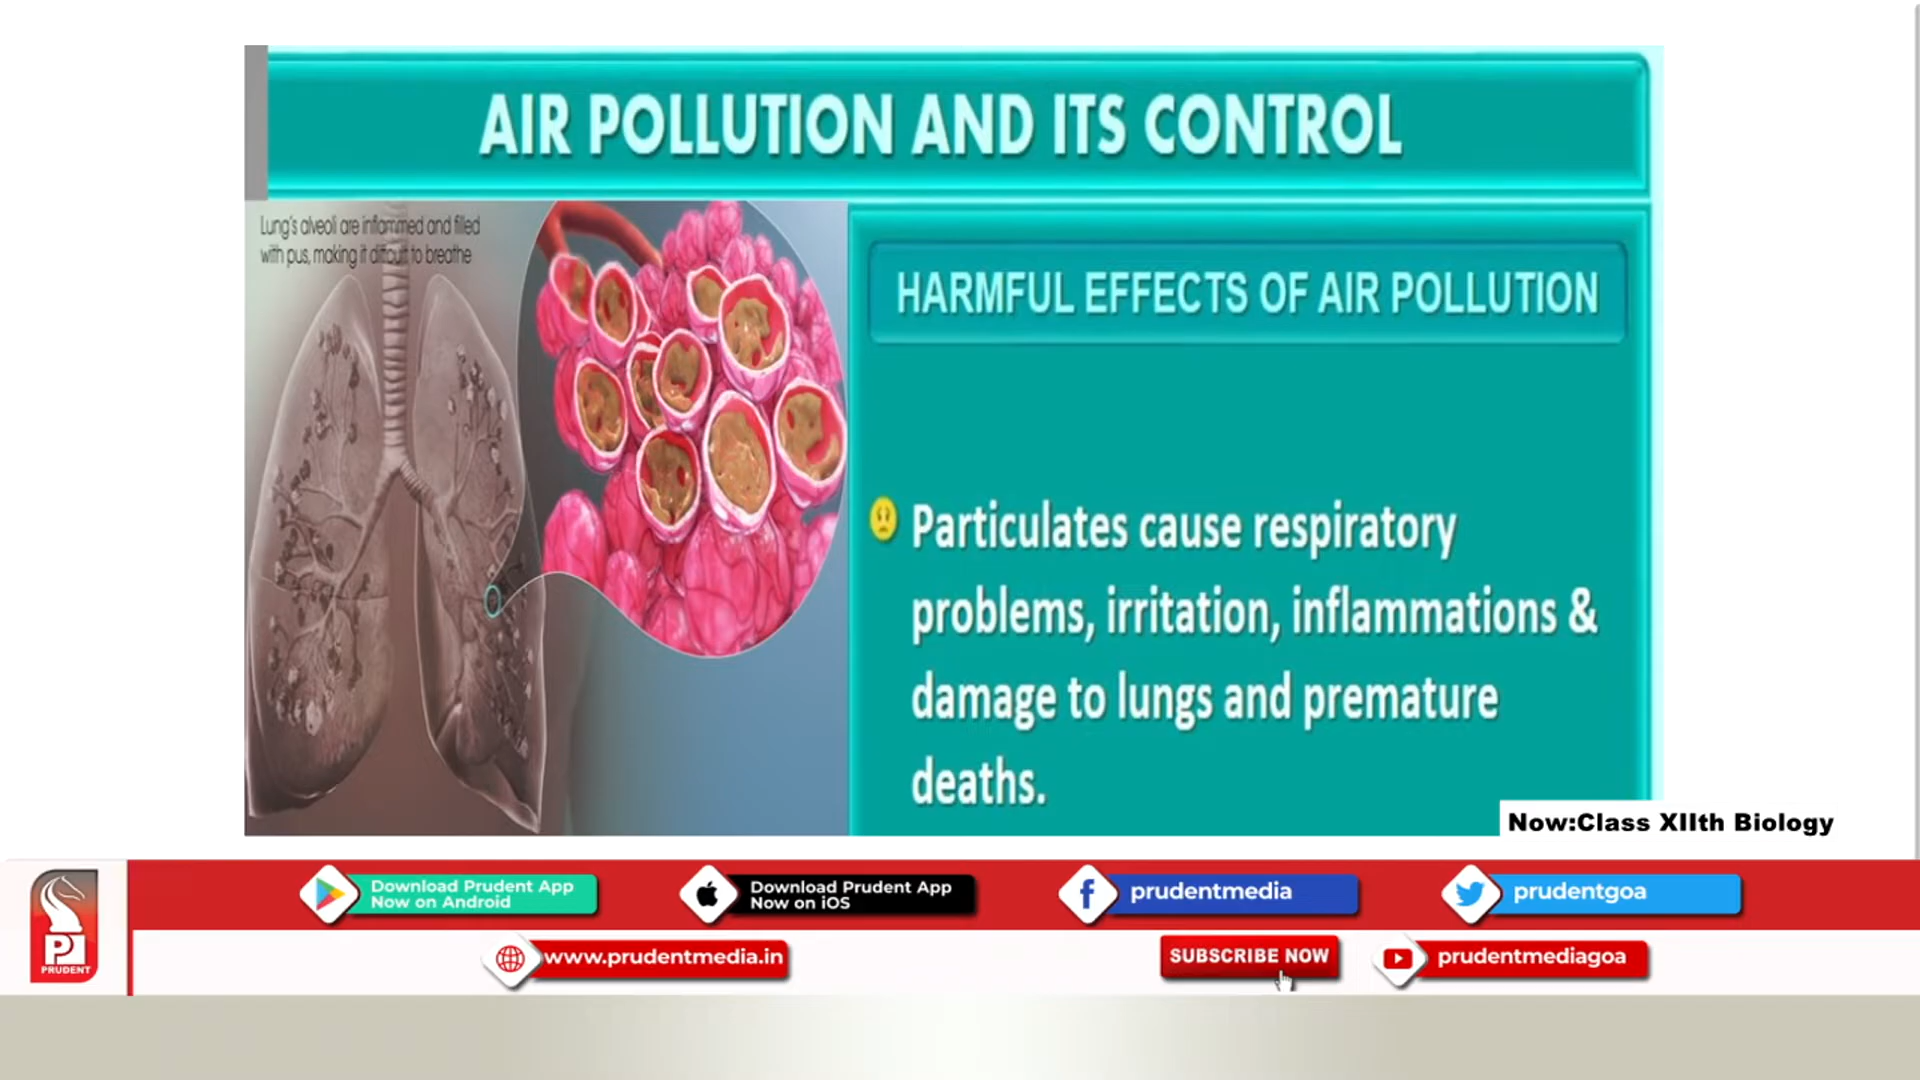 AIR POLLUTION AND ITS CONTROL
Lung's alveoli are inflammed and filled
with pus, making it difficult to breathe
HARMFUL EFFECTS OF AIR POLLUTION
Particulates cause respiratory
problems, irritation, inflammations &
damage to lungs and premature
deaths.
Now:Class XIIth Biology
Download Prudent App
Now on Android
Download Prudent App
Now on iOS
prudentmedia
prudentgoa
P
PRUDENT
www.prudentmedia.in
SUBSCRIBE NOW
prudentmediagoa